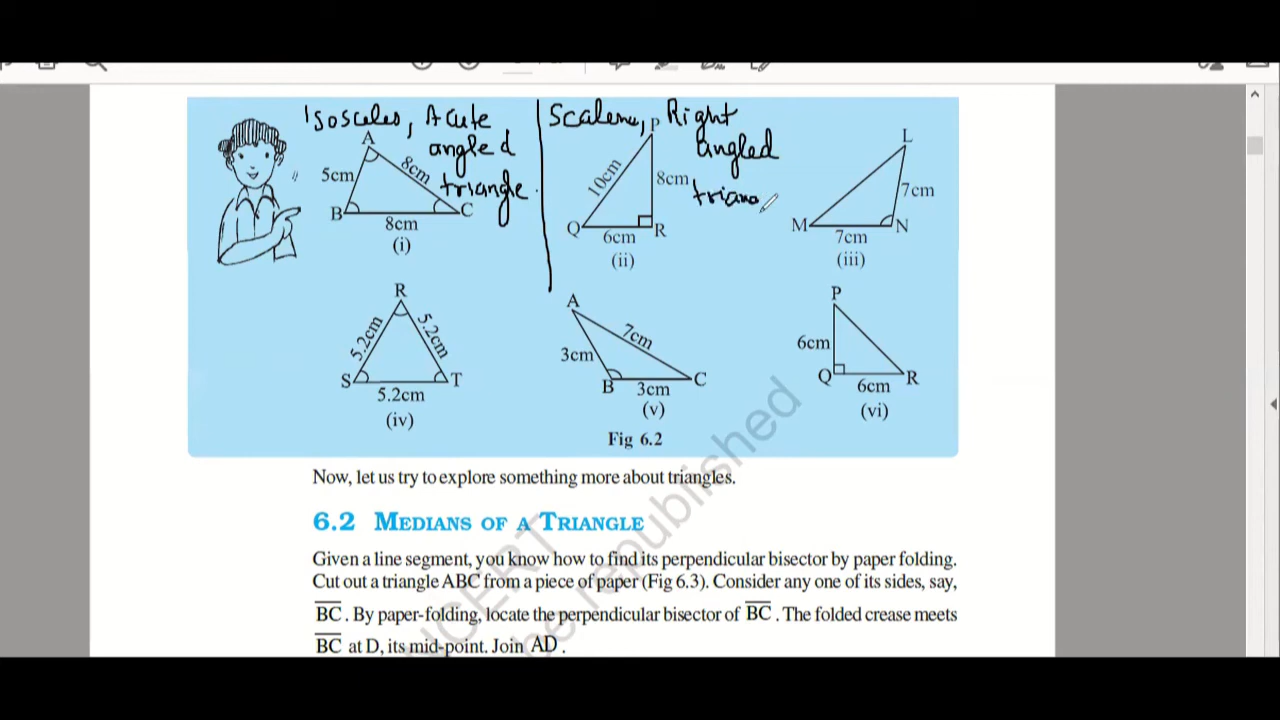 Isosceles, Acute
angled
triangle.
Scalene, Right
angled
triang
A
5cm
8cm
B
C
8cm
(i)
P
10cm
8cm
Q
R
6cm
(ii)
L
7cm
M
N
7cm
(iii)
R
5.2cm
5.2cm
S
T
5.2cm
(iv)
A
7cm
3cm
B
C
3cm
(v)
P
6cm
Q
R
6cm
(vi)
Fig 6.2
Now, let us try to explore something more about triangles.
6.2 MEDIANS OF A TRIANGLE
Given a line segment, you know how to find its perpendicular bisector by paper folding.
Cut out a triangle ABC from a piece of paper (Fig 6.3). Consider any one of its sides, say,
BC. By paper-folding, locate the perpendicular bisector of BC. The folded crease meets
BC at D, its mid-point. Join AD.
NCERT
be republished